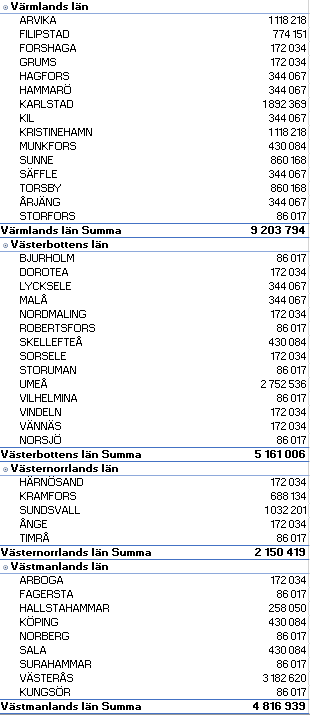 Värmlands län
ARVIKA 1 118 218
FILIPSTAD 774 151
FORSHAGA 172 034
GRUMS 172 034
HAGFORS 344 067
HAMMARÖ 344 067
KARLSTAD 1 892 369
KIL 344 067
KRISTINEHAMN 1 118 218
MUNKFORS 430 084
SUNNE 860 168
SÄFFLE 344 067
TORSBY 860 168
ÅRJÄNG 344 067
STORFORS 86 017
Värmlands län Summa 9 203 794
Västerbottens län
BJURHOLM 86 017
DOROTEA 172 034
LYCKSELE 344 067
MALÅ 344 067
NORDMALING 172 034
ROBERTSFORS 86 017
SKELLEFTEÅ 430 084
SORSELE 172 034
STORUMAN 86 017
UMEÅ 2 752 536
VILHELMINA 86 017
VINDELN 172 034
VÄNNÄS 172 034
NORSJÖ 86 017
Västerbottens län Summa 5 161 006
Västernorrlands län
HÄRNÖSAND 172 034
KRAMFORS 688 134
SUNDSVALL 1 032 201
ÅNGE 172 034
TIMRÅ 86 017
Västernorrlands län Summa 2 150 419
Västmanlands län
ARBOGA 172 034
FAGERSTA 86 017
HALLSTAHAMMAR 258 050
KÖPING 430 084
NORBERG 86 017
SALA 430 084
SURAHAMMAR 86 017
VÄSTERÅS 3 182 620
KUNGSÖR 86 017
Västmanlands län Summa 4 816 939